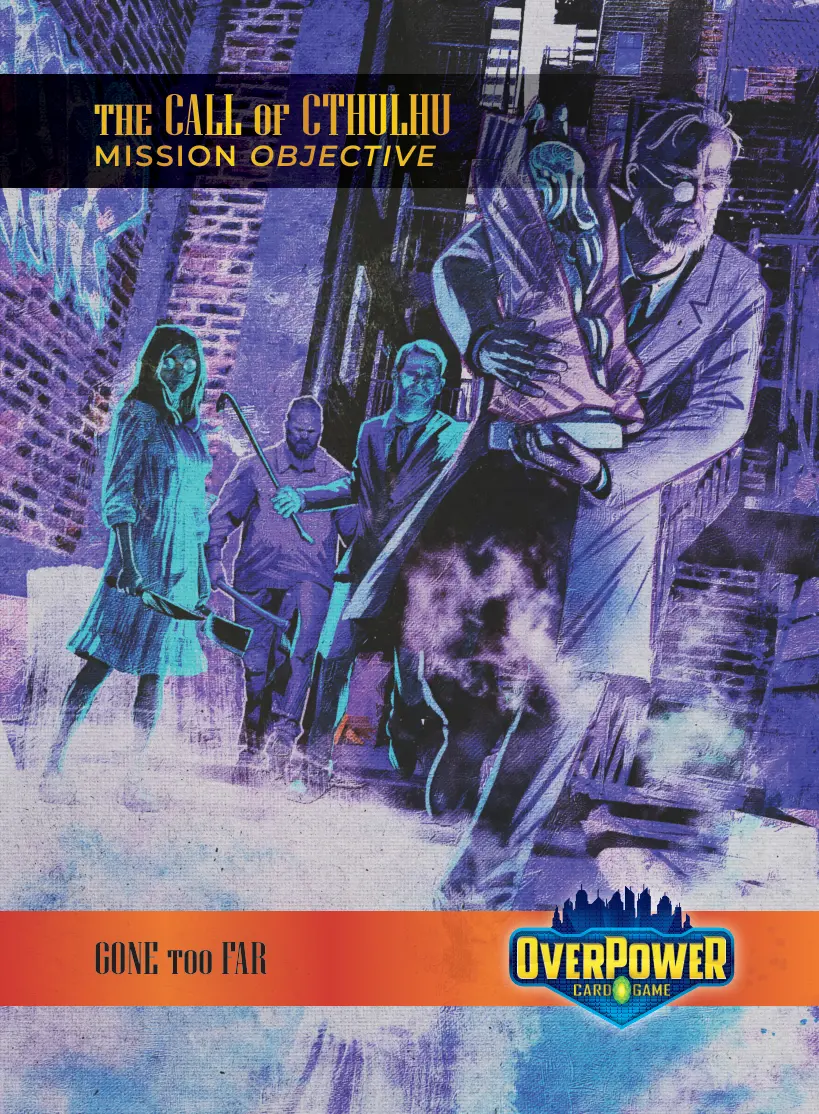 THE CALL OF CTHULHU
MISSION OBJECTIVE
GONE TOO FAR
OVERPOWER
CARD GAME